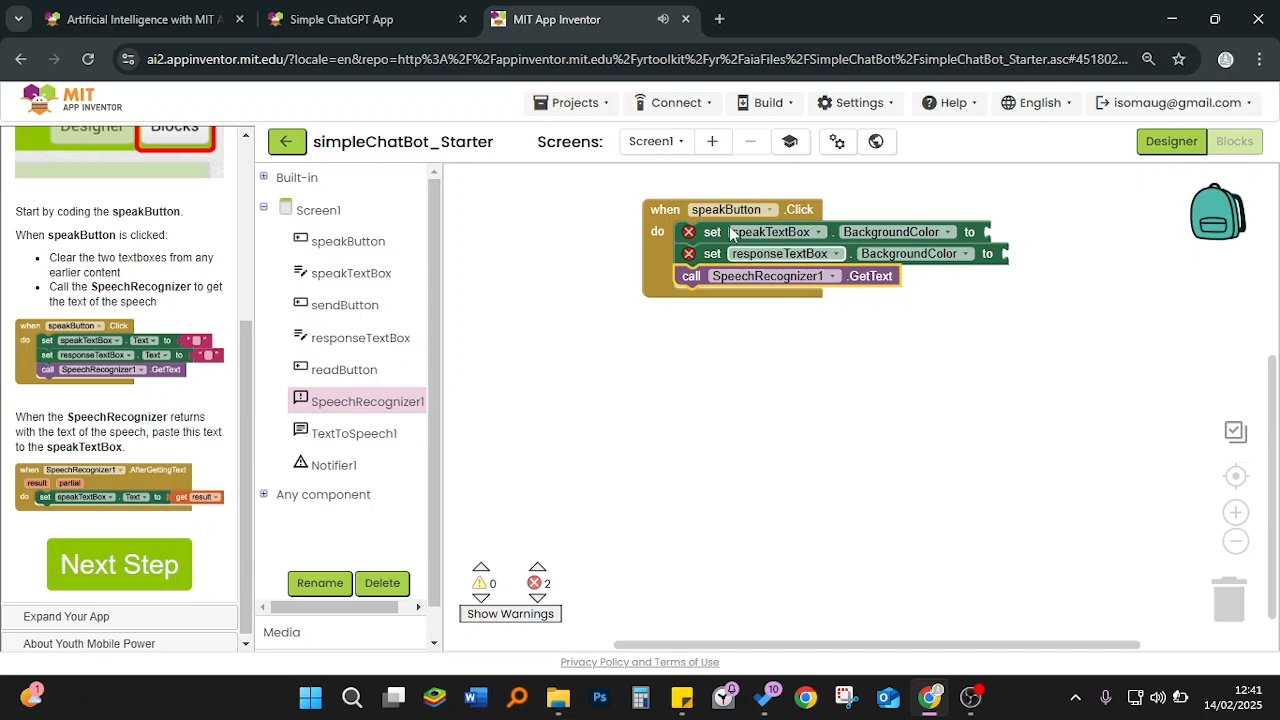 Artificial Intelligence with MIT A
Simple ChatGPT App
MIT App Inventor
ai2.appinventor.mit.edu/?locale=en&repo=http%3A%2F%2Fappinventor.mit.edu%2Fyrtoolkit%2Fyr%2FaiaFiles%2FSimpleChatBot%2FsimpleChatBot_Starter.asc#451802...
MIT
APP INVENTOR
Projects
Connect
Build
Settings
Help
English
isomaug@gmail.com
Designer
Blocks
simpleChatBot_Starter
Screens:
Screen1
Designer
Blocks
Start by coding the speakButton.
When speakButton is clicked:
Clear the two textboxes from any
earlier content
Call the SpeechRecognizer to get
the text of the speech
when speakButton .Click
do set speakTextBox . Text to " "
set responseTextBox . Text to " "
call SpeechRecognizer1 .GetText
When the SpeechRecognizer returns
with the text of the speech, paste this text
to the speakTextBox.
when SpeechRecognizer1 .AfterGettingText
result partial
do set speakTextBox . Text to get result
Next Step
Expand Your App
About Youth Mobile Power
Built-in
Screen1
speakButton
speakTextBox
sendButton
responseTextBox
readButton
SpeechRecognizer1
TextToSpeech1
Notifier1
Any component
Rename
Delete
Media
when speakButton .Click
do set speakTextBox . BackgroundColor to
set responseTextBox . BackgroundColor to
call SpeechRecognizer1 .GetText
0
2
Show Warnings
Privacy Policy and Terms of Use
1
10
12:41
14/02/2025